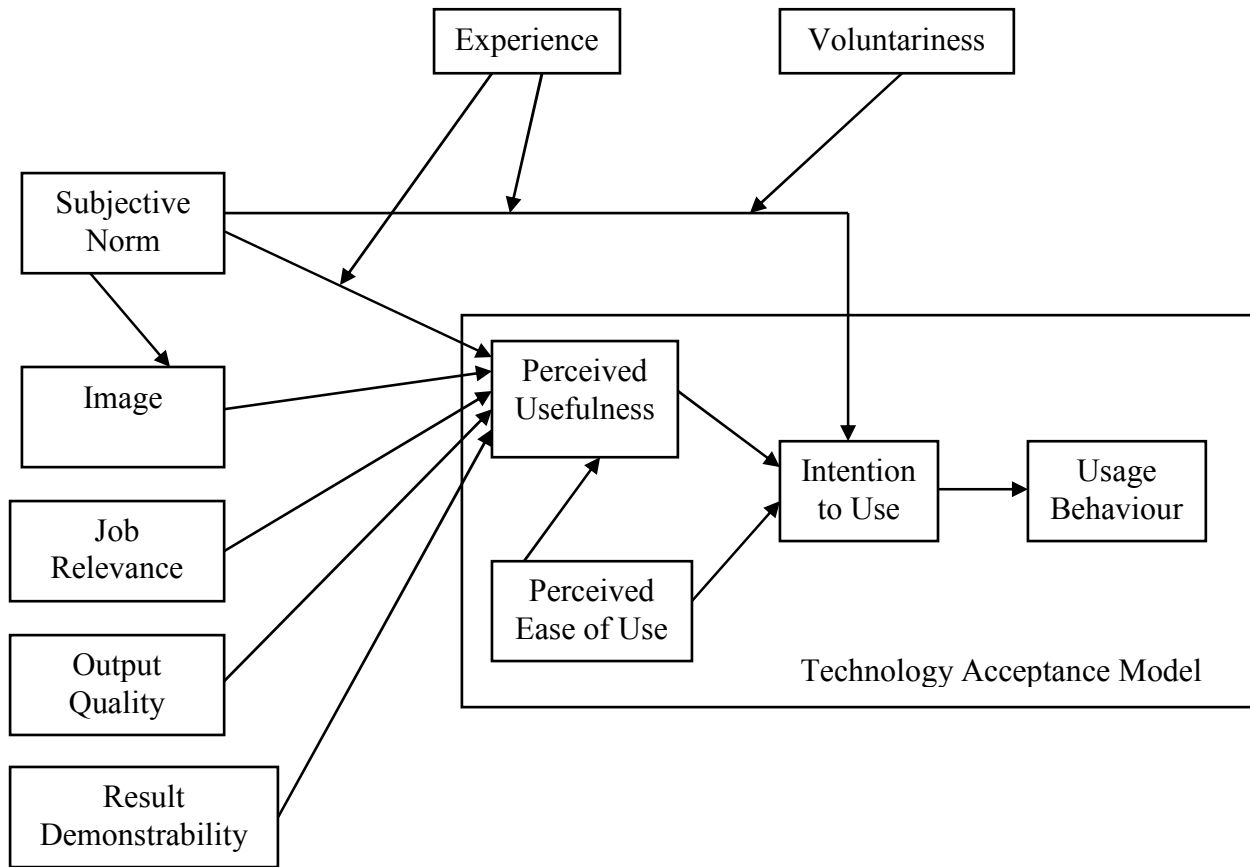 Experience
Voluntariness
Subjective
Norm
Image
Perceived
Usefulness
Intention
to Use
Usage
Behaviour
Job
Relevance
Perceived
Ease of Use
Output
Quality
Technology Acceptance Model
Result
Demonstrability